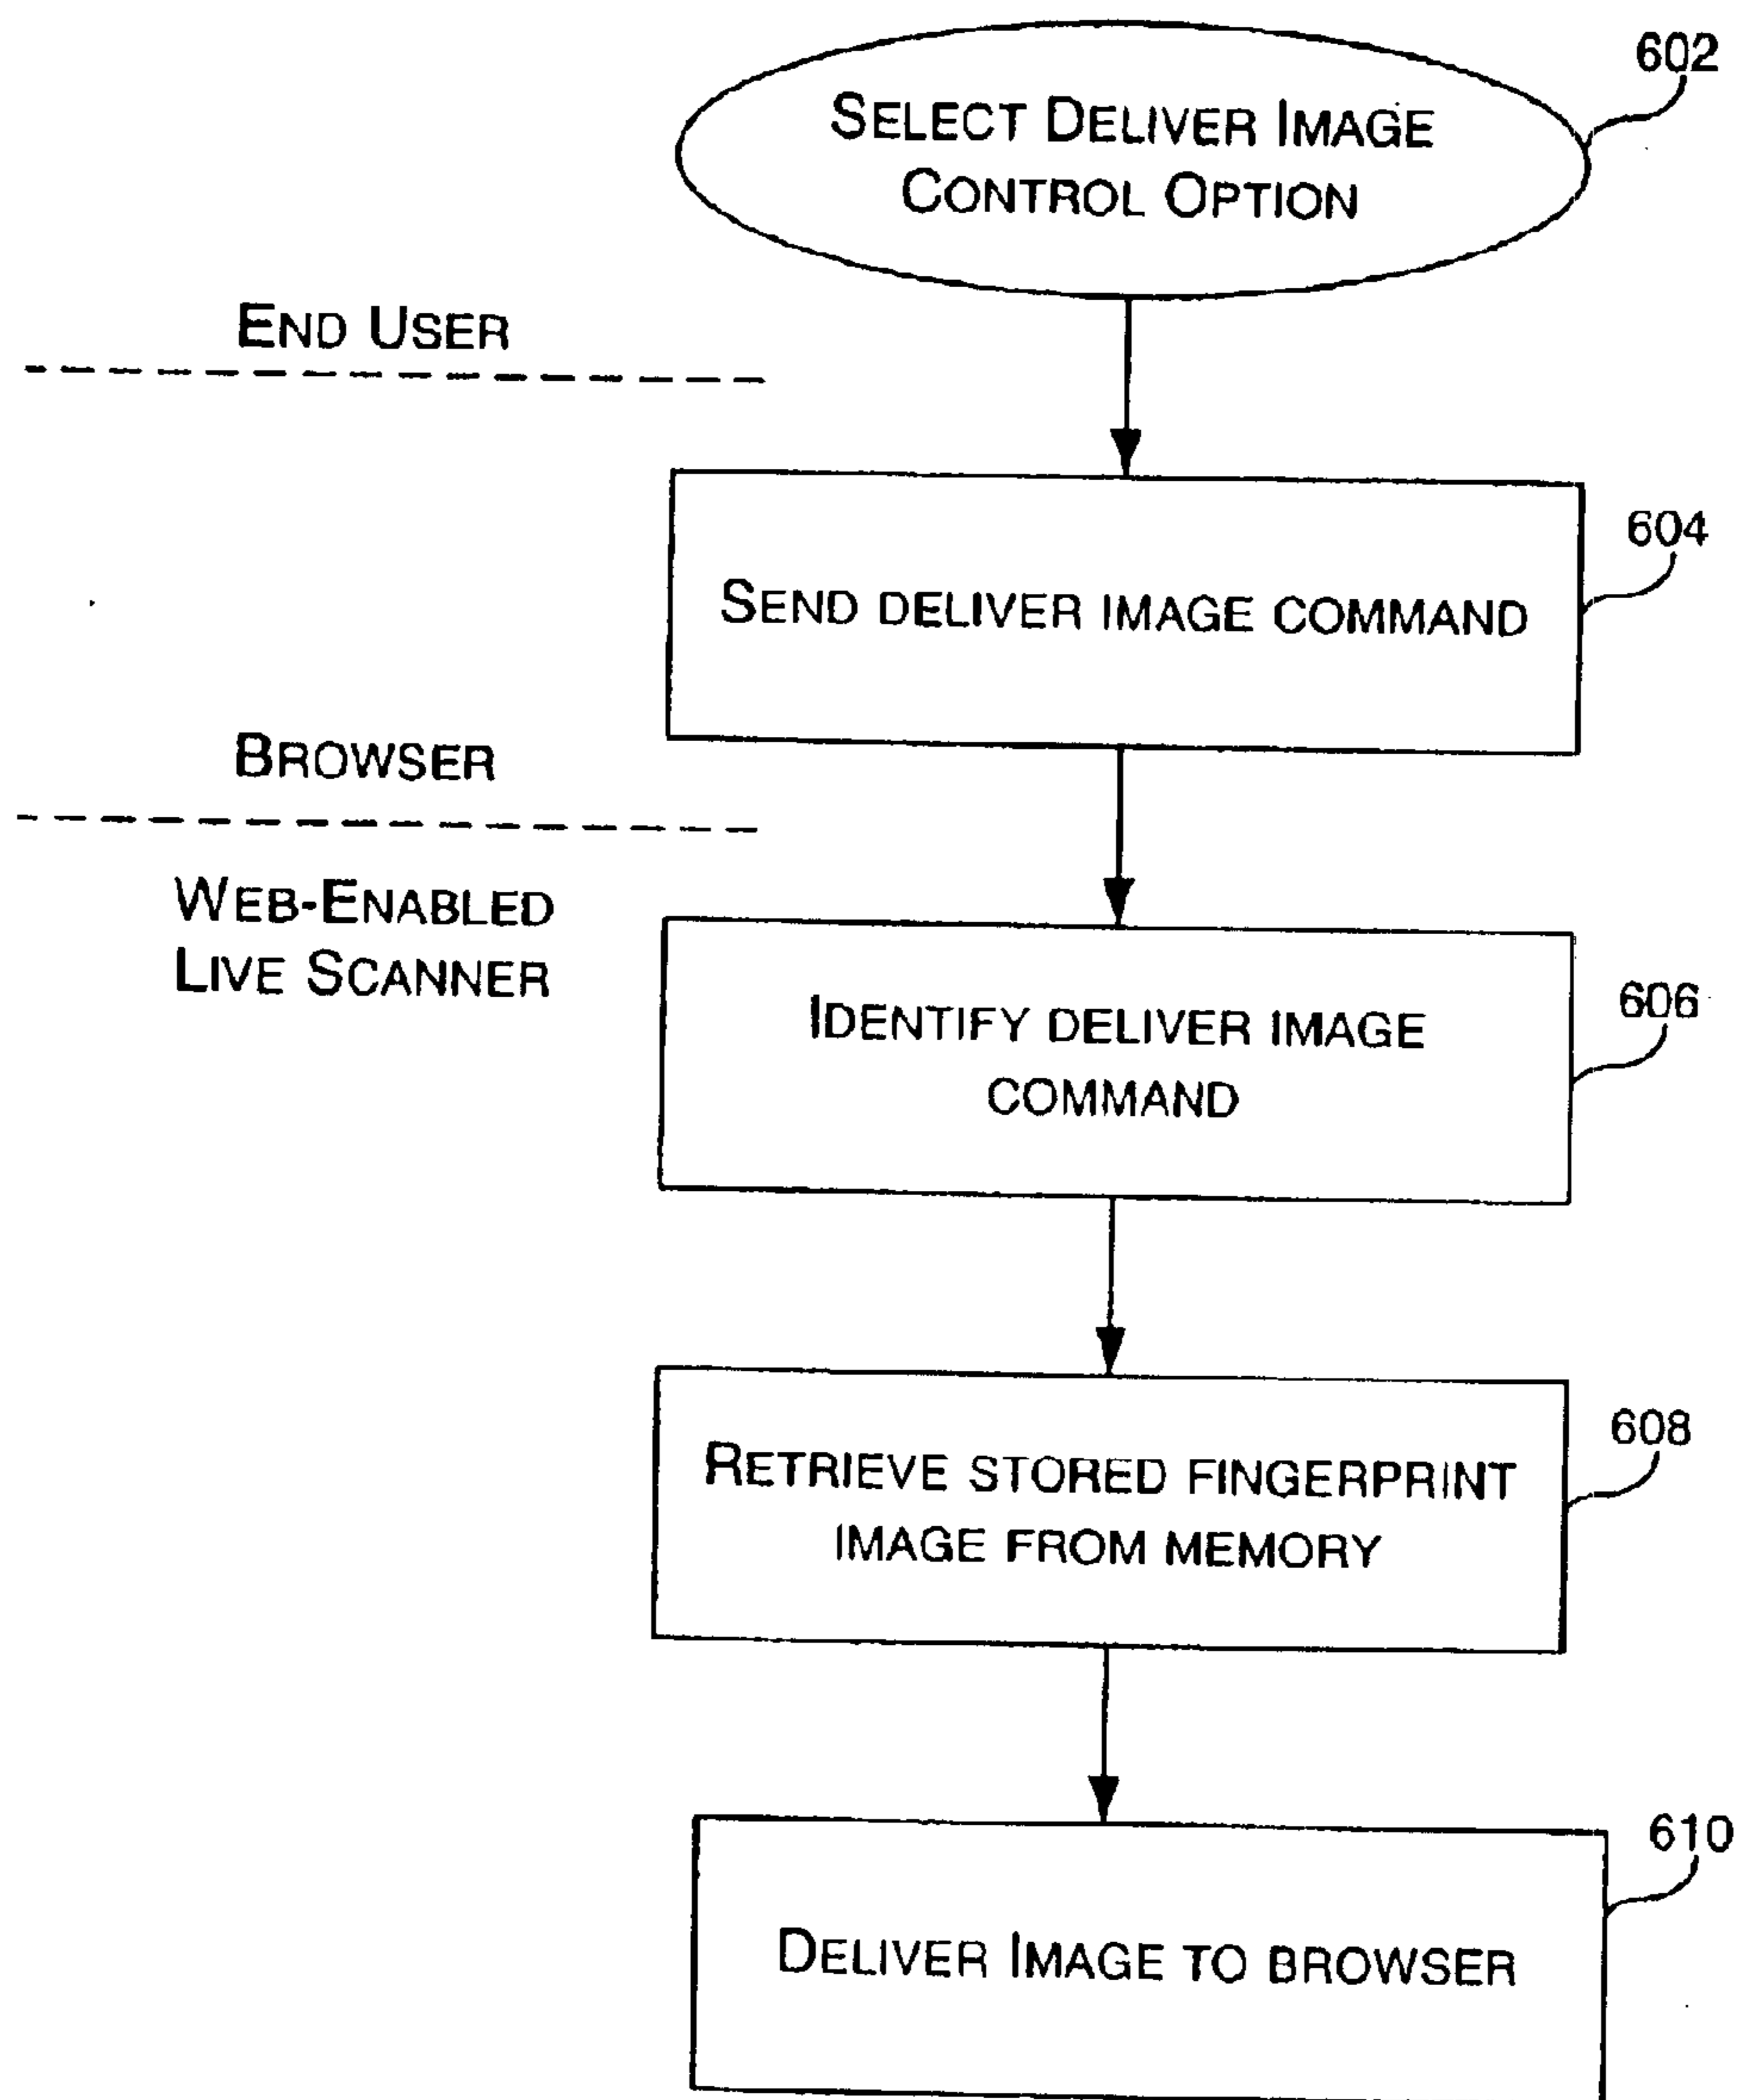 602
SELECT DELIVER IMAGE
CONTROL OPTION
END USER
604
SEND DELIVER IMAGE COMMAND
BROWSER
WEB-ENABLED
LIVE SCANNER
606
IDENTIFY DELIVER IMAGE
COMMAND
608
RETRIEVE STORED FINGERPRINT
IMAGE FROM MEMORY
610
DELIVER IMAGE TO BROWSER